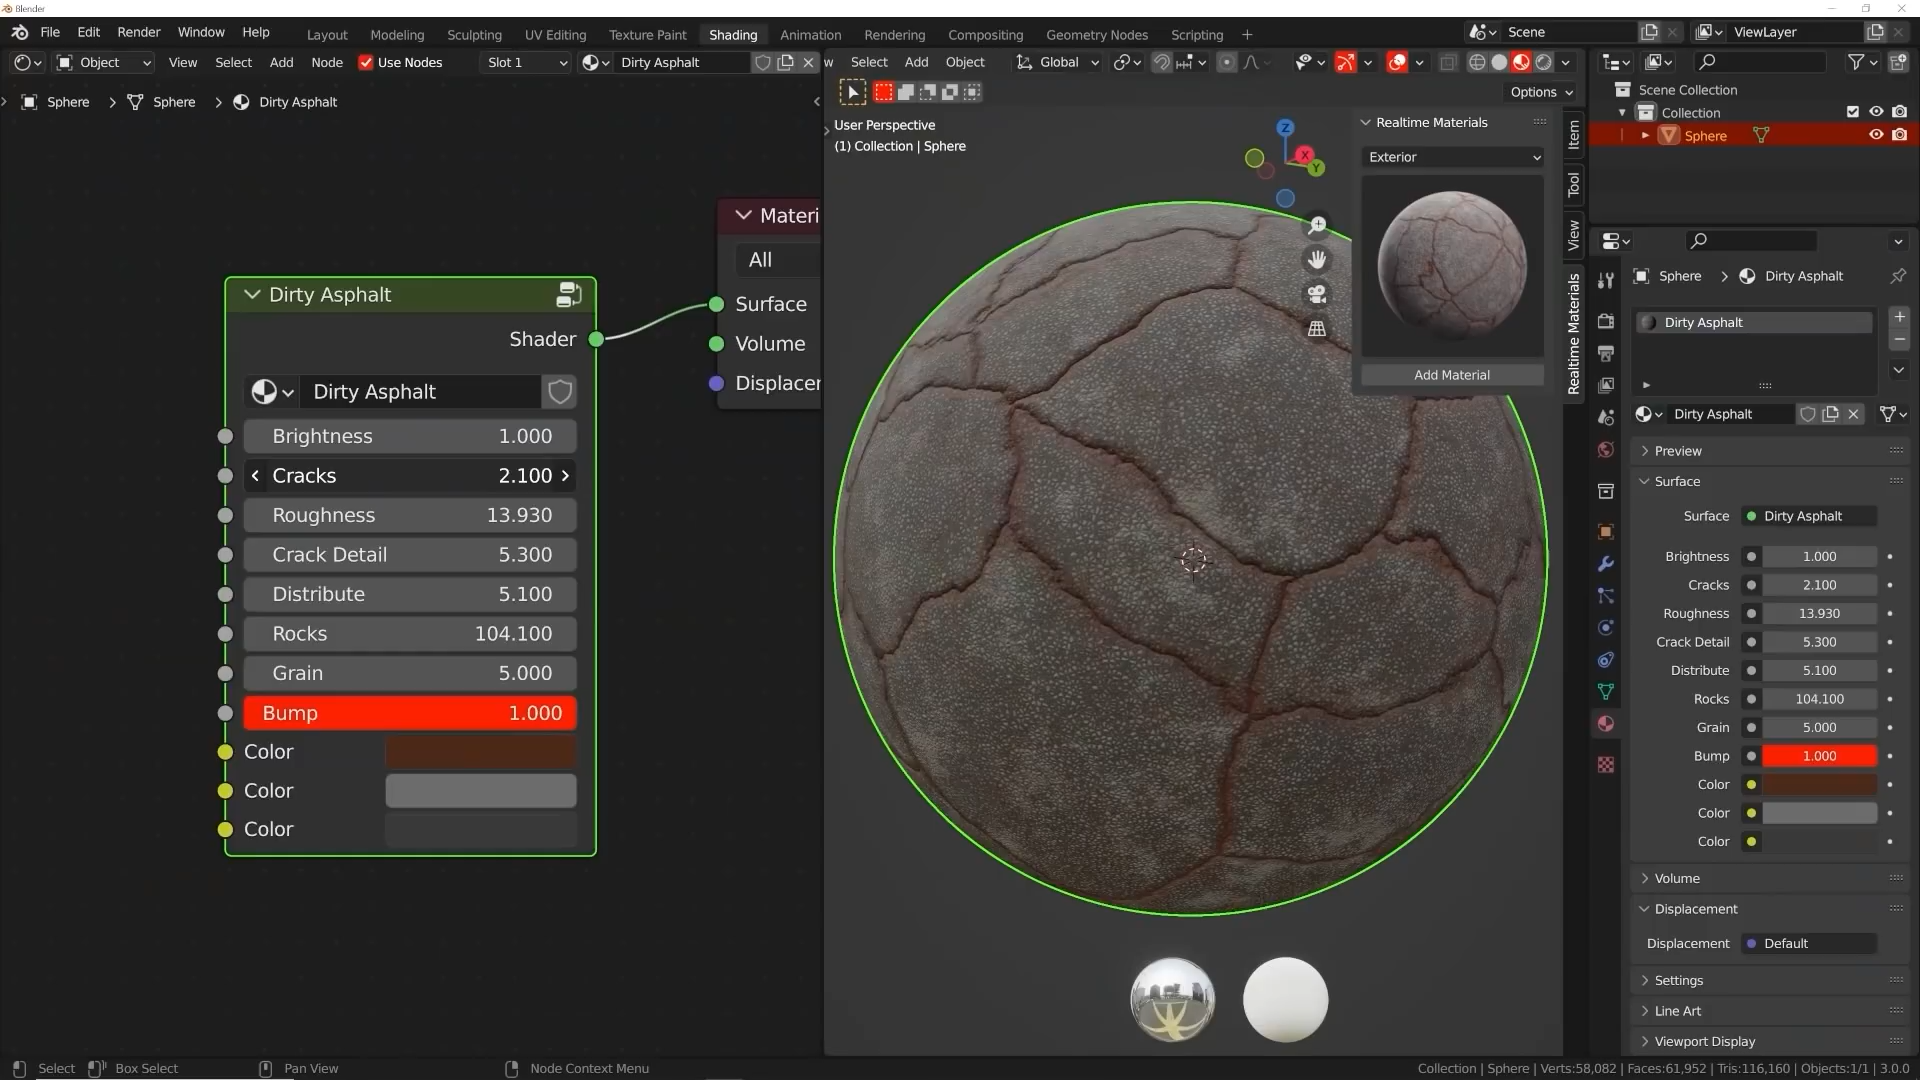 Blender
File Edit Render Window Help Layout Modeling Sculpting UV Editing Texture Paint Shading Animation Rendering Compositing Geometry Nodes Scripting + Scene ViewLayer
Object View Select Add Node Use Nodes Slot 1 Dirty Asphalt
w Select Add Object Global
Options
Sphere > Sphere > Dirty Asphalt
Materi
All
Surface
Volume
Displacer
Dirty Asphalt
Shader
Dirty Asphalt
Brightness 1.000
Cracks 2.100
Roughness 13.930
Crack Detail 5.300
Distribute 5.100
Rocks 104.100
Grain 5.000
Bump 1.000
Color
Color
Color
User Perspective
(1) Collection | Sphere
Z
X
Y
Realtime Materials
Exterior
Add Material
Item
Tool
View
Realtime Materials
Scene Collection
Collection
Sphere
Sphere > Dirty Asphalt
Dirty Asphalt
Dirty Asphalt
Preview
Surface
Surface Dirty Asphalt
Brightness 1.000
Cracks 2.100
Roughness 13.930
Crack Detail 5.300
Distribute 5.100
Rocks 104.100
Grain 5.000
Bump 1.000
Color
Color
Color
Volume
Displacement
Displacement Default
Settings
Line Art
Viewport Display
Select Box Select Pan View Node Context Menu
Collection | Sphere | Verts:58,082 | Faces:61,952 | Tris:116,160 | Objects:1/1 | 3.0.0